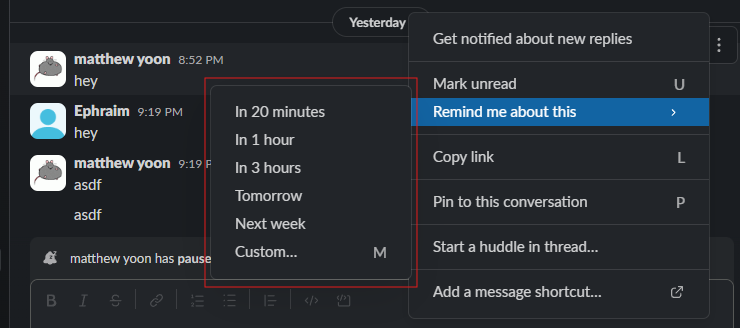 Yesterday
matthew yoon 8:52 PM
hey
Ephraim 9:19 PM
hey
matthew yoon 9:19 P
asdf
asdf
matthew yoon has pause
Get notified about new replies
Mark unread U
Remind me about this
Copy link L
Pin to this conversation P
Start a huddle in thread...
Add a message shortcut...
In 20 minutes
In 1 hour
In 3 hours
Tomorrow
Next week
Custom... M
B I S